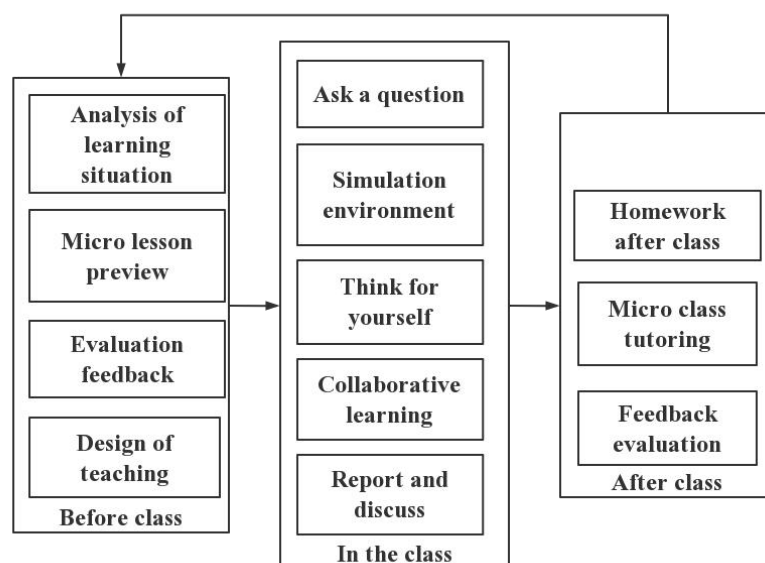 Analysis of
learning
situation
Micro lesson
preview
Evaluation
feedback
Design of
teaching
Before class
Ask a question
Simulation
environment
Think for
yourself
Collaborative
learning
Report and
discuss
In the class
Homework
after class
Micro class
tutoring
Feedback
evaluation
After class